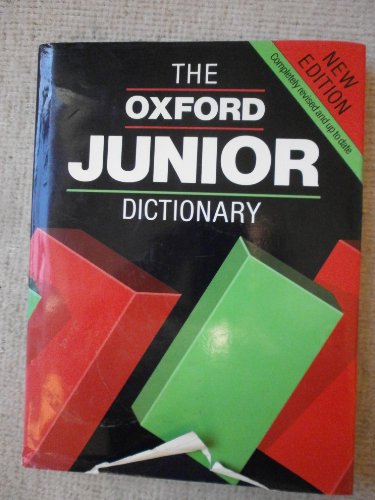 THE
OXFORD
JUNIOR
DICTIONARY
NEW
EDITION
Completely revised and up to date